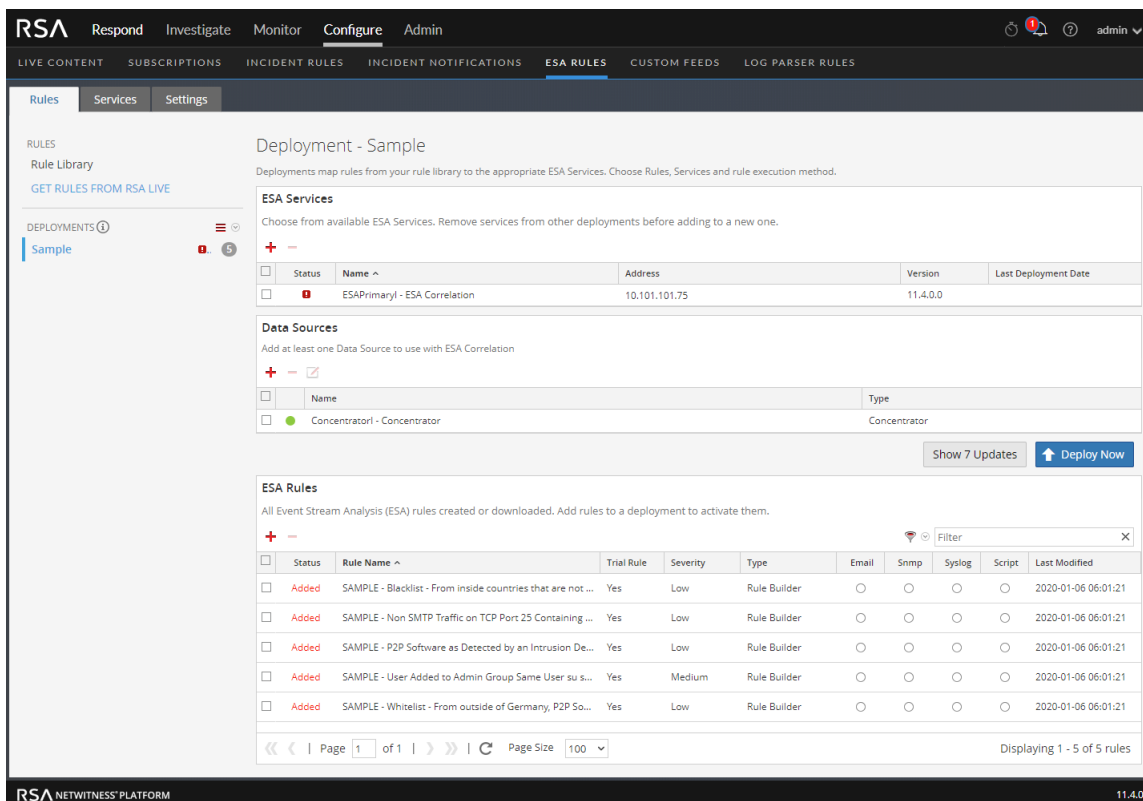 RSA Respond Investigate Monitor Configure Admin 1 admin
LIVE CONTENT SUBSCRIPTIONS INCIDENT RULES INCIDENT NOTIFICATIONS ESA RULES CUSTOM FEEDS LOG PARSER RULES
Rules Services Settings
RULES
Rule Library
GET RULES FROM RSA LIVE
DEPLOYMENTS
Sample 5
Deployment - Sample
Deployments map rules from your rule library to the appropriate ESA Services. Choose Rules, Services and rule execution method.
ESA Services
Choose from available ESA Services. Remove services from other deployments before adding to a new one.
Status Name Address Version Last Deployment Date
ESAPrimaryl - ESA Correlation 10.101.101.75 11.4.0.0
Data Sources
Add at least one Data Source to use with ESA Correlation
Name Type
Concentratorl - Concentrator Concentrator
Show 7 Updates Deploy Now
ESA Rules
All Event Stream Analysis (ESA) rules created or downloaded. Add rules to a deployment to activate them.
Filter
Status Rule Name Trial Rule Severity Type Email Snmp Syslog Script Last Modified
Added SAMPLE - Blacklist - From inside countries that are not ... Yes Low Rule Builder 2020-01-06 06:01:21
Added SAMPLE - Non SMTP Traffic on TCP Port 25 Containing ... Yes Low Rule Builder 2020-01-06 06:01:21
Added SAMPLE - P2P Software as Detected by an Intrusion De... Yes Low Rule Builder 2020-01-06 06:01:21
Added SAMPLE - User Added to Admin Group Same User su s... Yes Medium Rule Builder 2020-01-06 06:01:21
Added SAMPLE - Whitelist - From outside of Germany, P2P So... Yes Low Rule Builder 2020-01-06 06:01:21
Page 1 of 1 Page Size 100 Displaying 1 - 5 of 5 rules
RSA NETWITNESS® PLATFORM 11.4.0